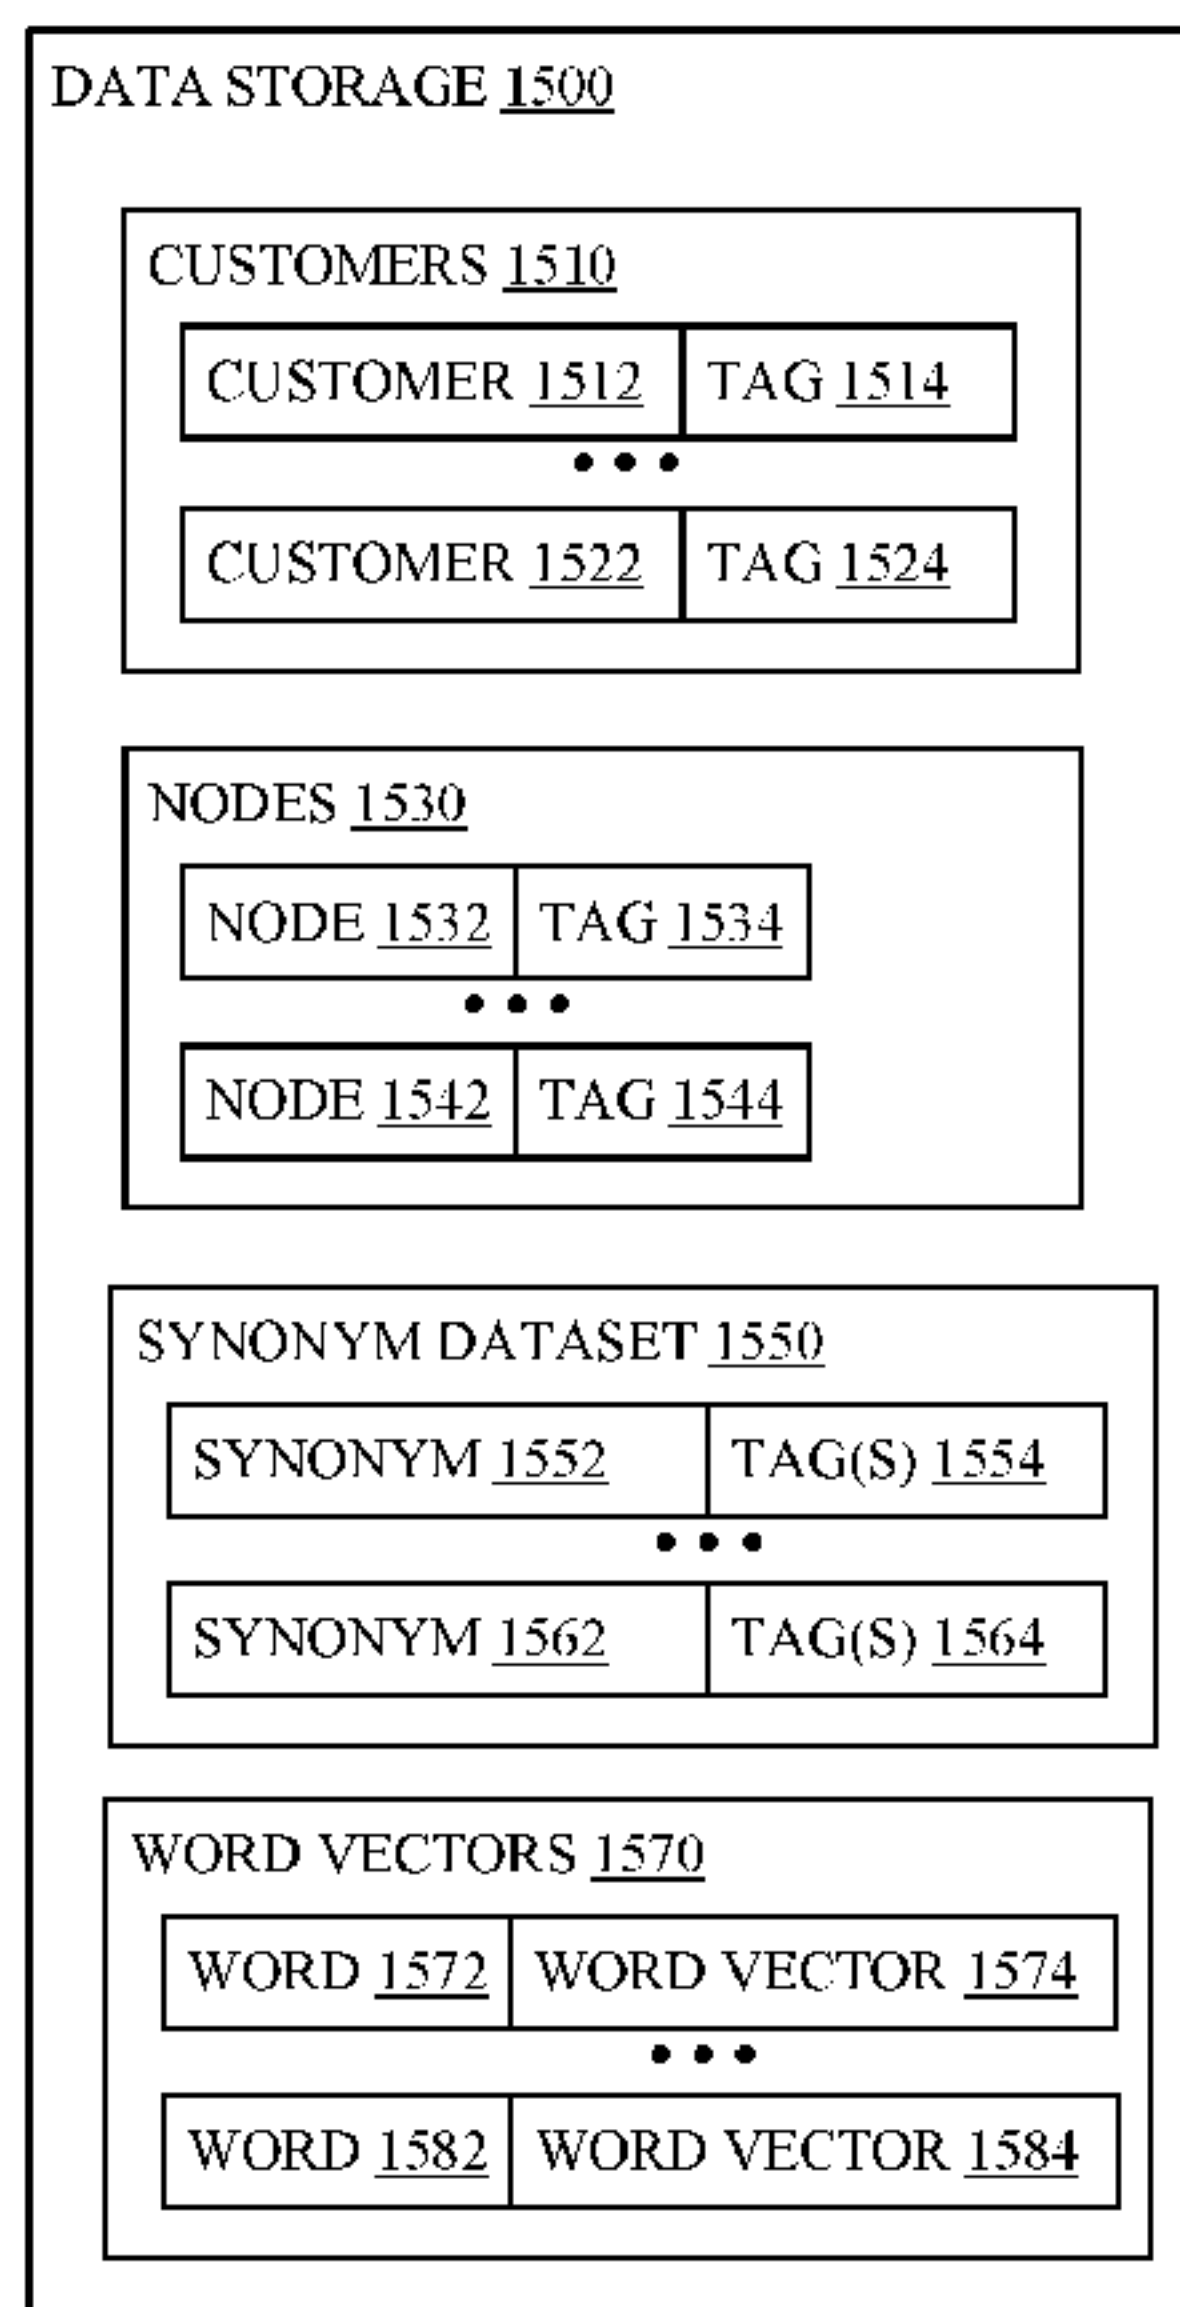 DATA STORAGE 1500
CUSTOMERS 1510
CUSTOMER 1512 TAG 1514
• • •
CUSTOMER 1522 TAG 1524
NODES 1530
NODE 1532 TAG 1534
• • •
NODE 1542 TAG 1544
SYNONYM DATASET 1550
SYNONYM 1552 TAG(S) 1554
• • •
SYNONYM 1562 TAG(S) 1564
WORD VECTORS 1570
WORD 1572 WORD VECTOR 1574
• • •
WORD 1582 WORD VECTOR 1584